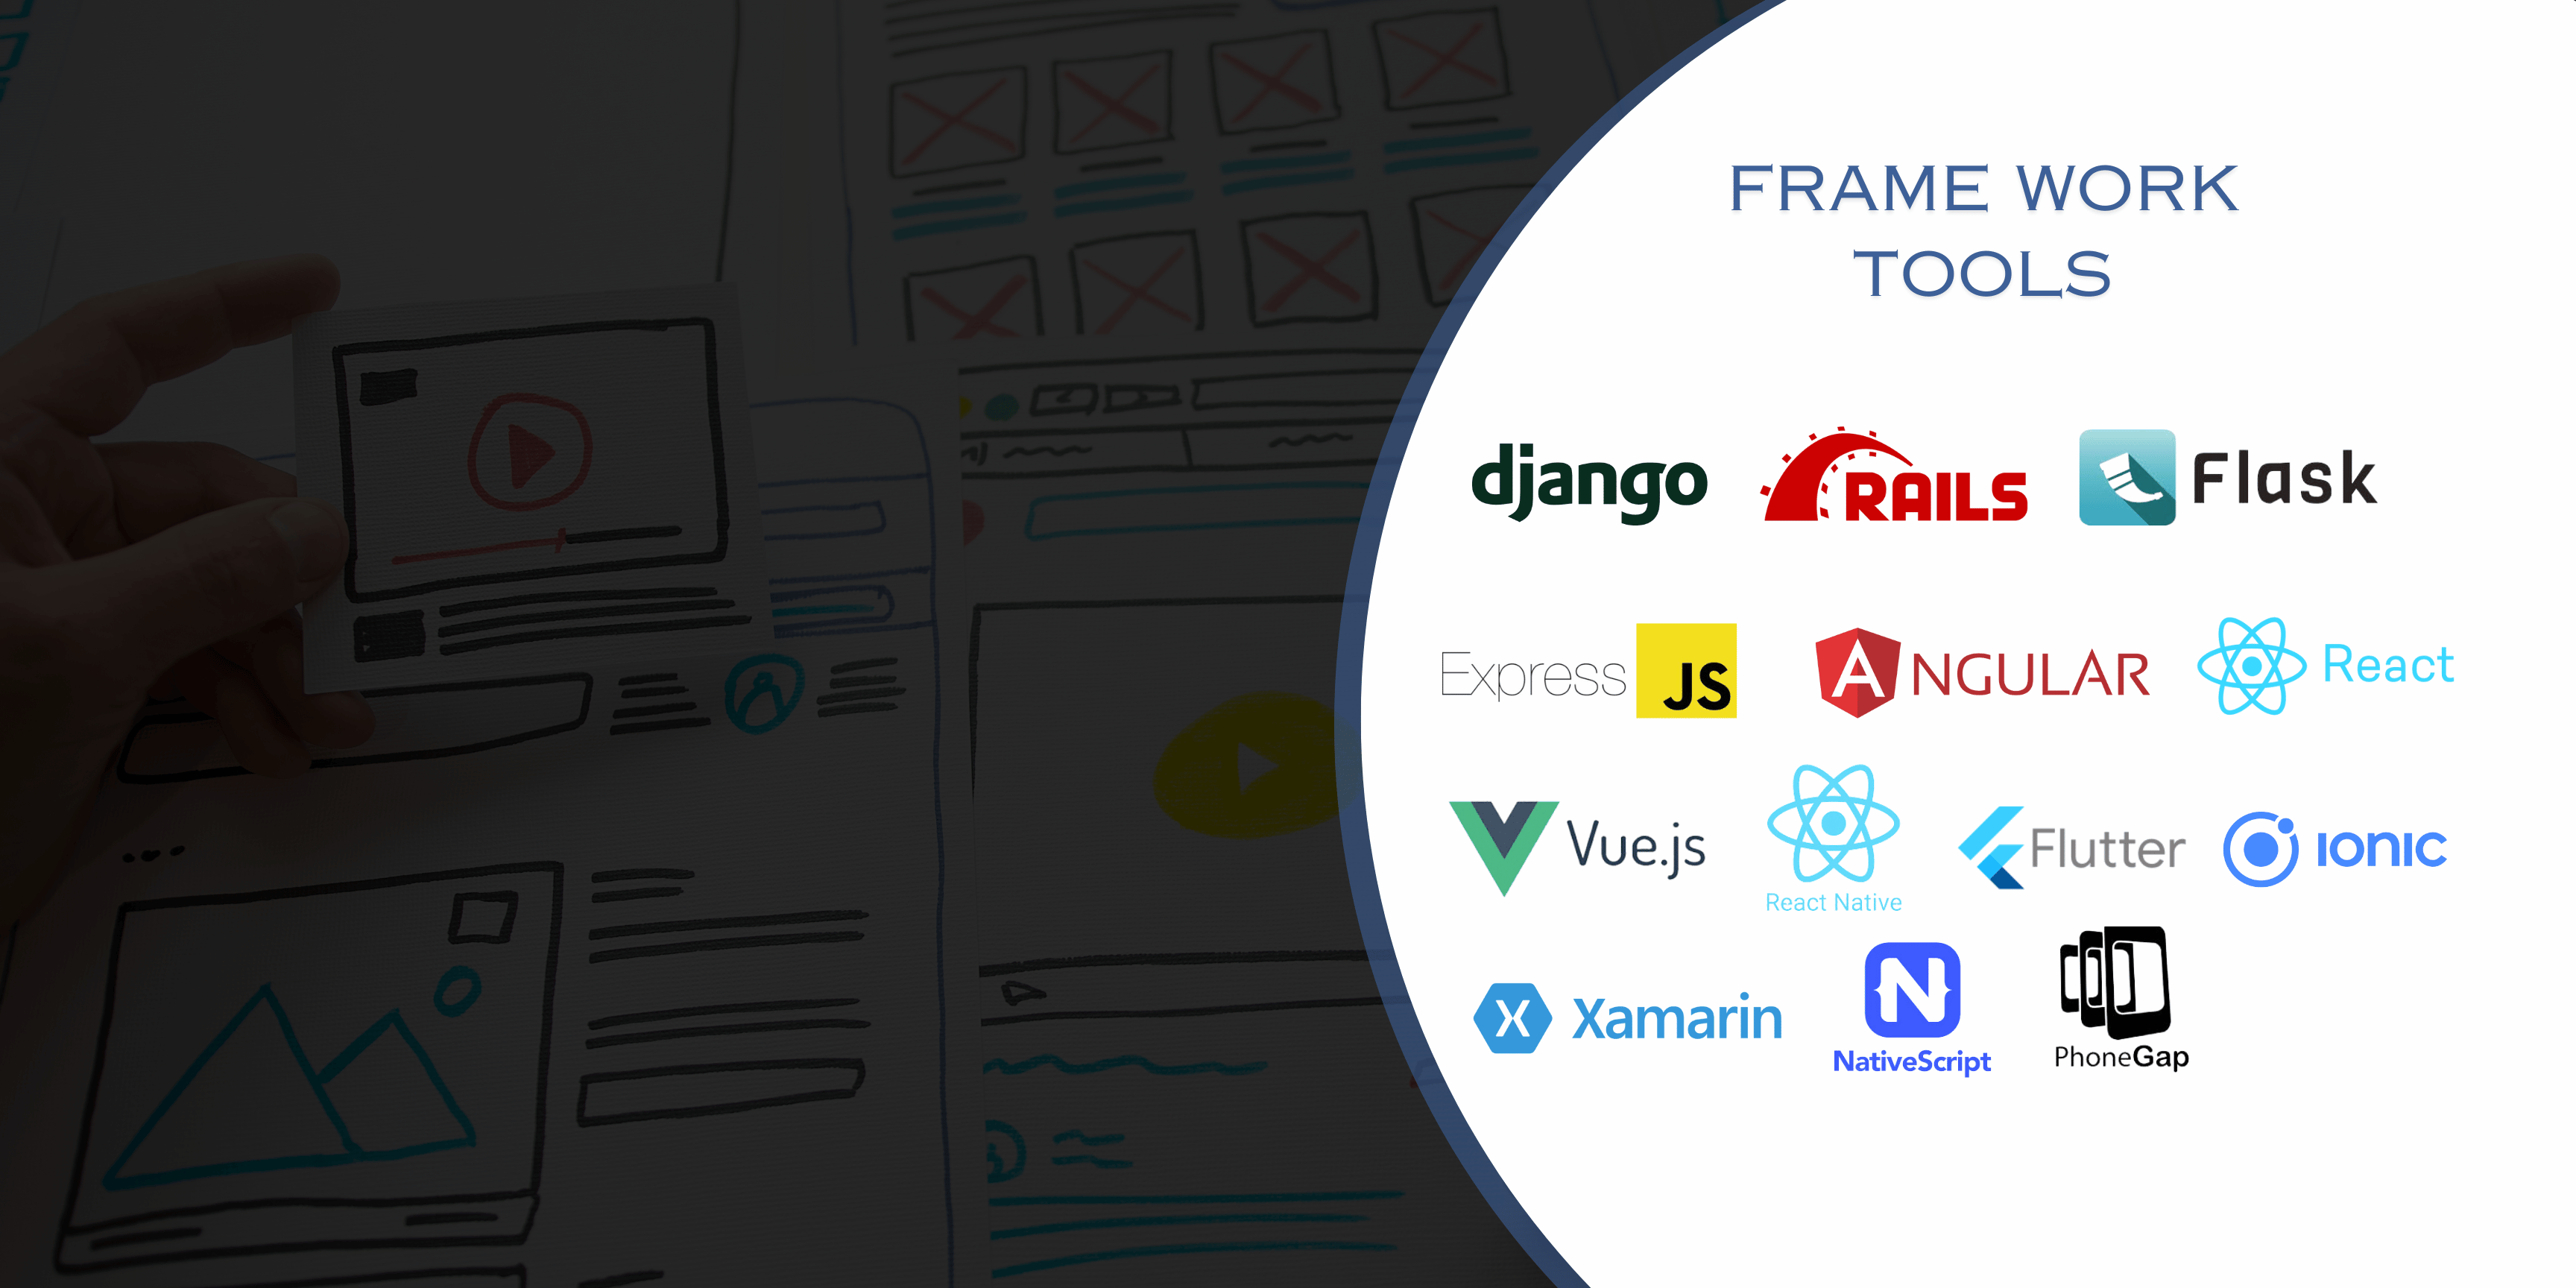 FRAME WORK
TOOLS
django
RAILS
Flask
Express JS
ANGULAR
React
Vue.js
React Native
Flutter
ionic
Xamarin
NativeScript
PhoneGap